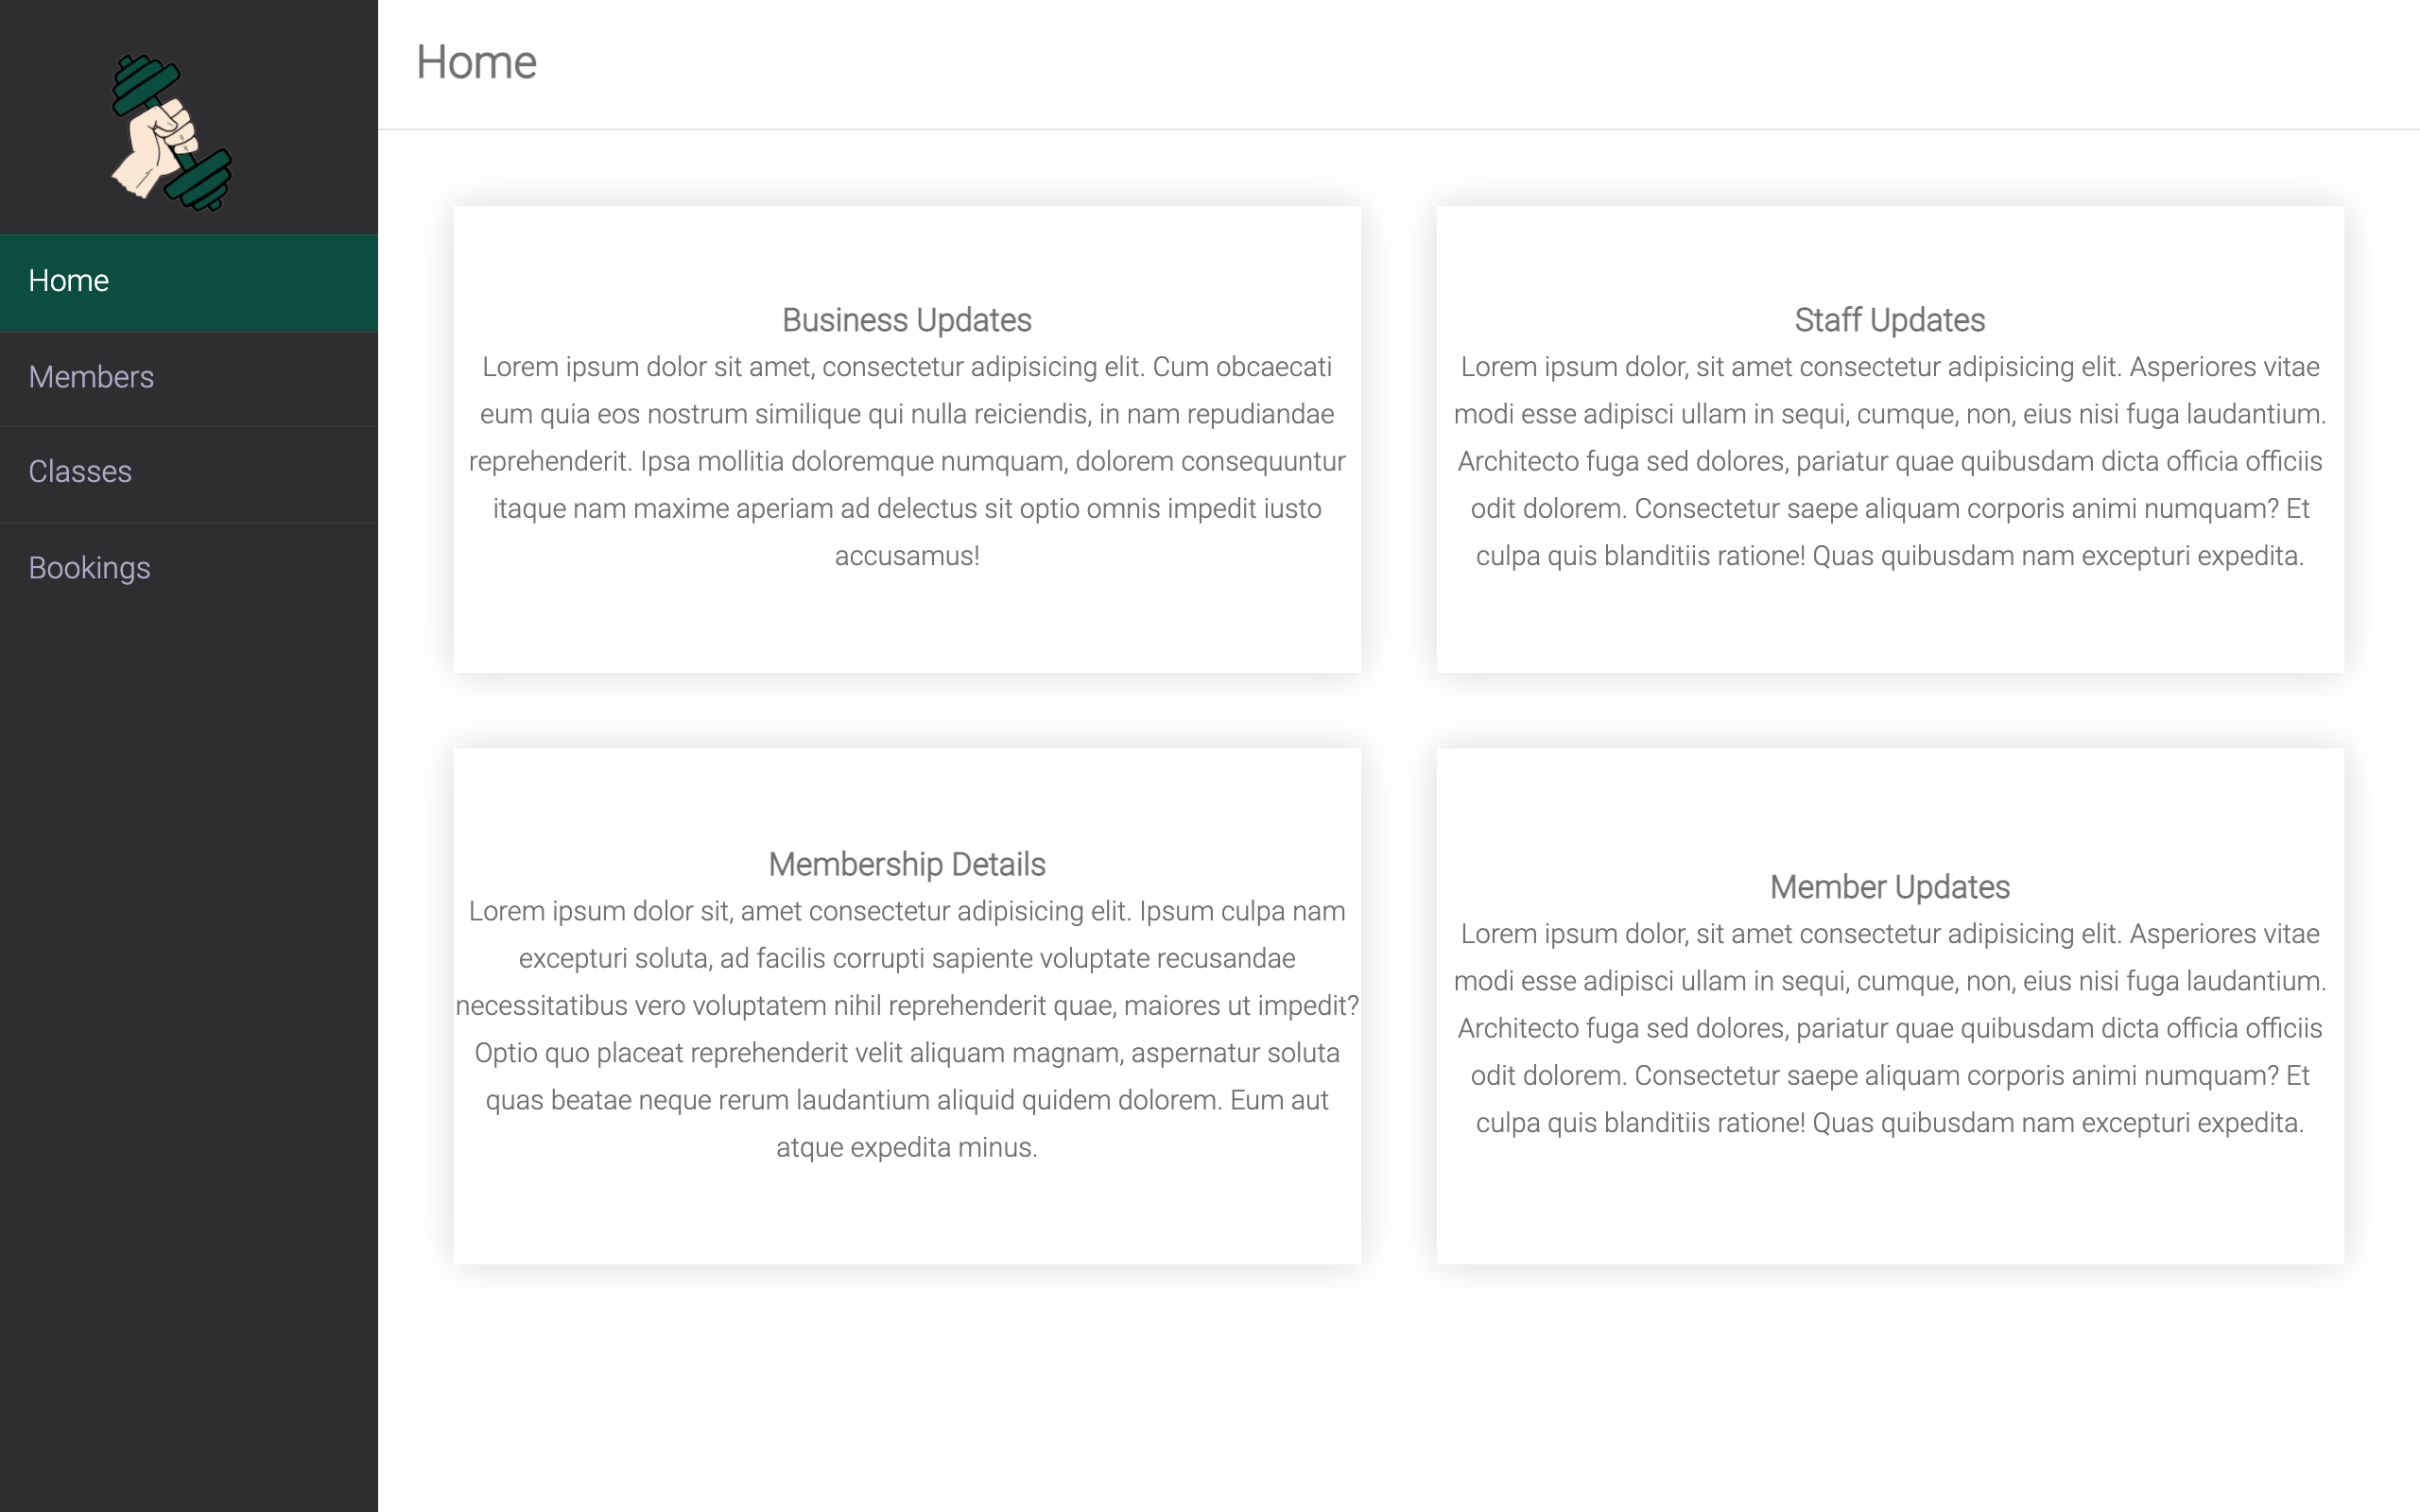 Home
Members
Classes
Bookings
Home
Business Updates
Lorem ipsum dolor sit amet, consectetur adipisicing elit. Cum obcaecati
eum quia eos nostrum similique qui nulla reiciendis, in nam repudiandae
reprehenderit. Ipsa mollitia doloremque numquam, dolorem consequuntur
itaque nam maxime aperiam ad delectus sit optio omnis impedit iusto
accusamus!
Staff Updates
Lorem ipsum dolor, sit amet consectetur adipisicing elit. Asperiores vitae
modi esse adipisci ullam in sequi, cumque, non, eius nisi fuga laudantium.
Architecto fuga sed dolores, pariatur quae quibusdam dicta officia officiis
odit dolorem. Consectetur saepe aliquam corporis animi numquam? Et
culpa quis blanditiis ratione! Quas quibusdam nam excepturi expedita.
Membership Details
Lorem ipsum dolor sit, amet consectetur adipisicing elit. Ipsum culpa nam
excepturi soluta, ad facilis corrupti sapiente voluptate recusandae
necessitatibus vero voluptatem nihil reprehenderit quae, maiores ut impedit?
Optio quo placeat reprehenderit velit aliquam magnam, aspernatur soluta
quas beatae neque rerum laudantium aliquid quidem dolorem. Eum aut
atque expedita minus.
Member Updates
Lorem ipsum dolor, sit amet consectetur adipisicing elit. Asperiores vitae
modi esse adipisci ullam in sequi, cumque, non, eius nisi fuga laudantium.
Architecto fuga sed dolores, pariatur quae quibusdam dicta officia officiis
odit dolorem. Consectetur saepe aliquam corporis animi numquam? Et
culpa quis blanditiis ratione! Quas quibusdam nam excepturi expedita.